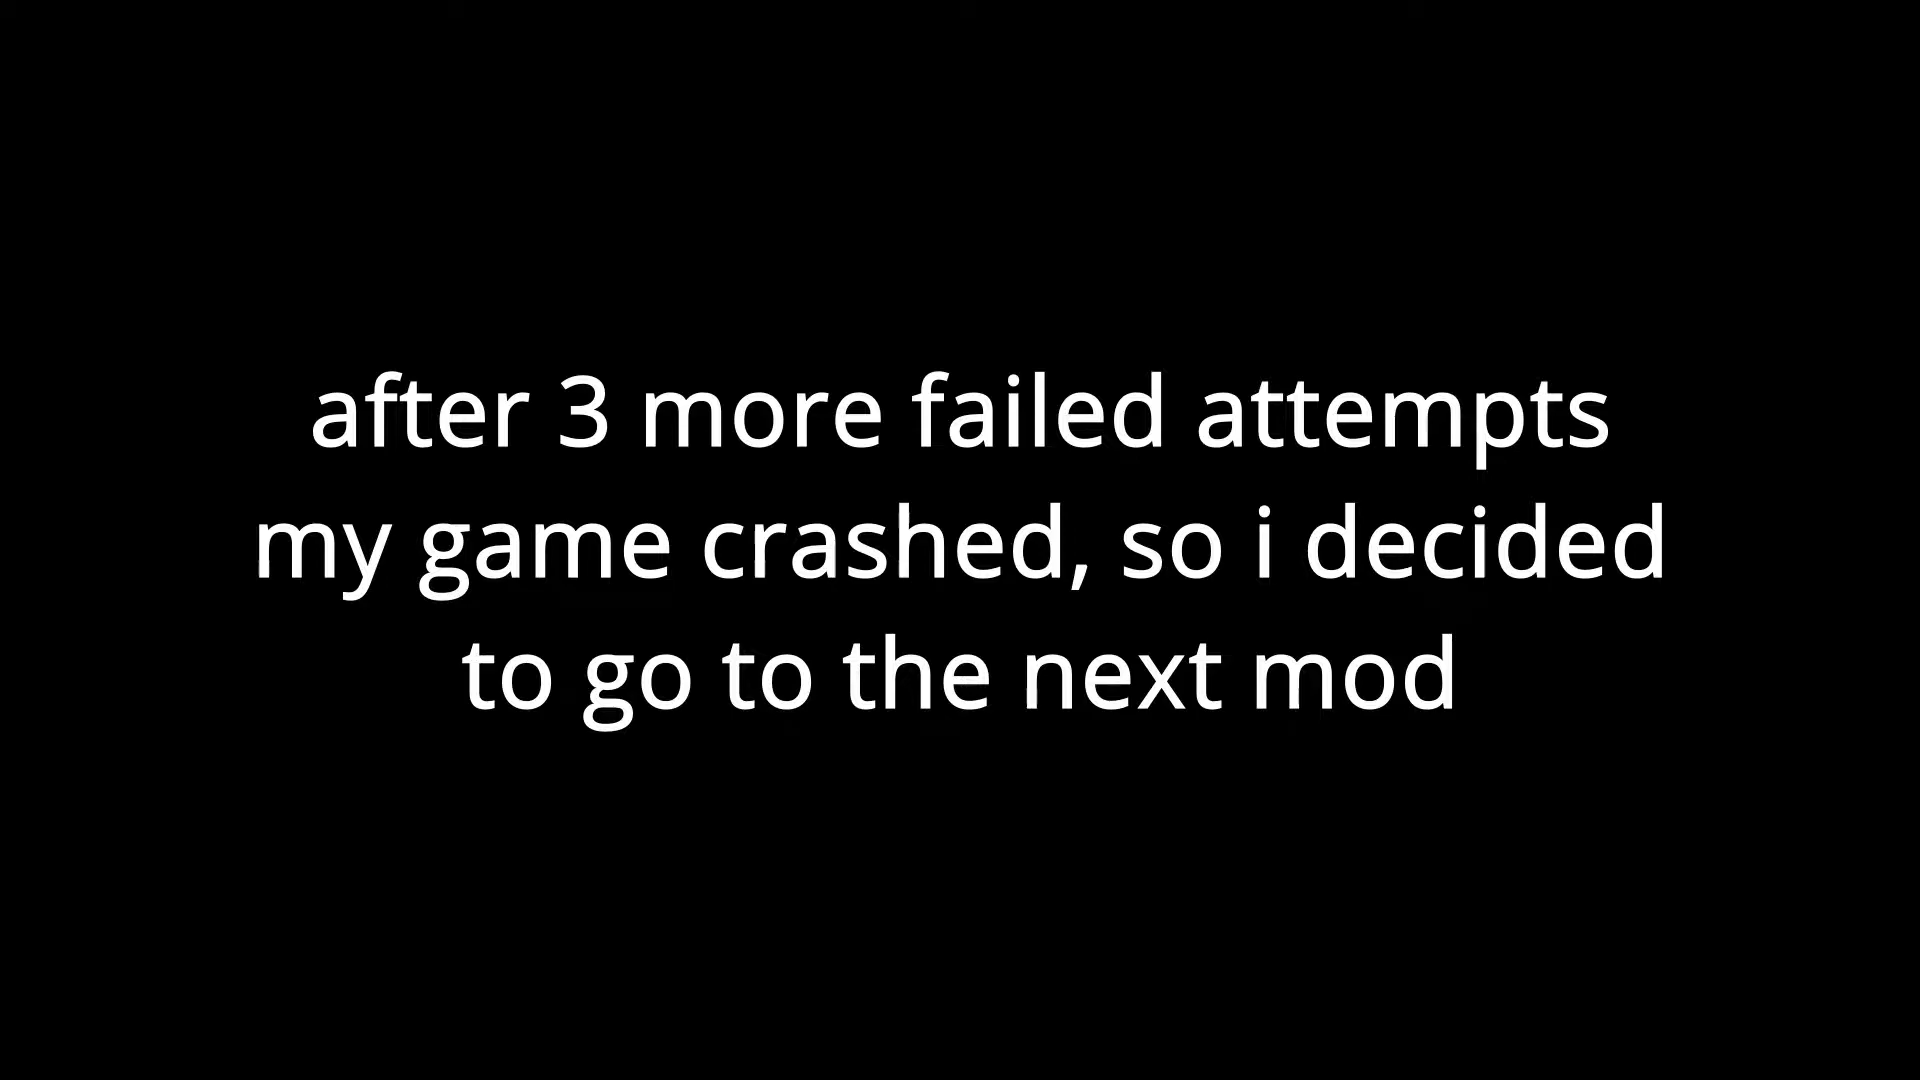 after 3 more failed attempts
my game crashed, so i decided
to go to the next mod